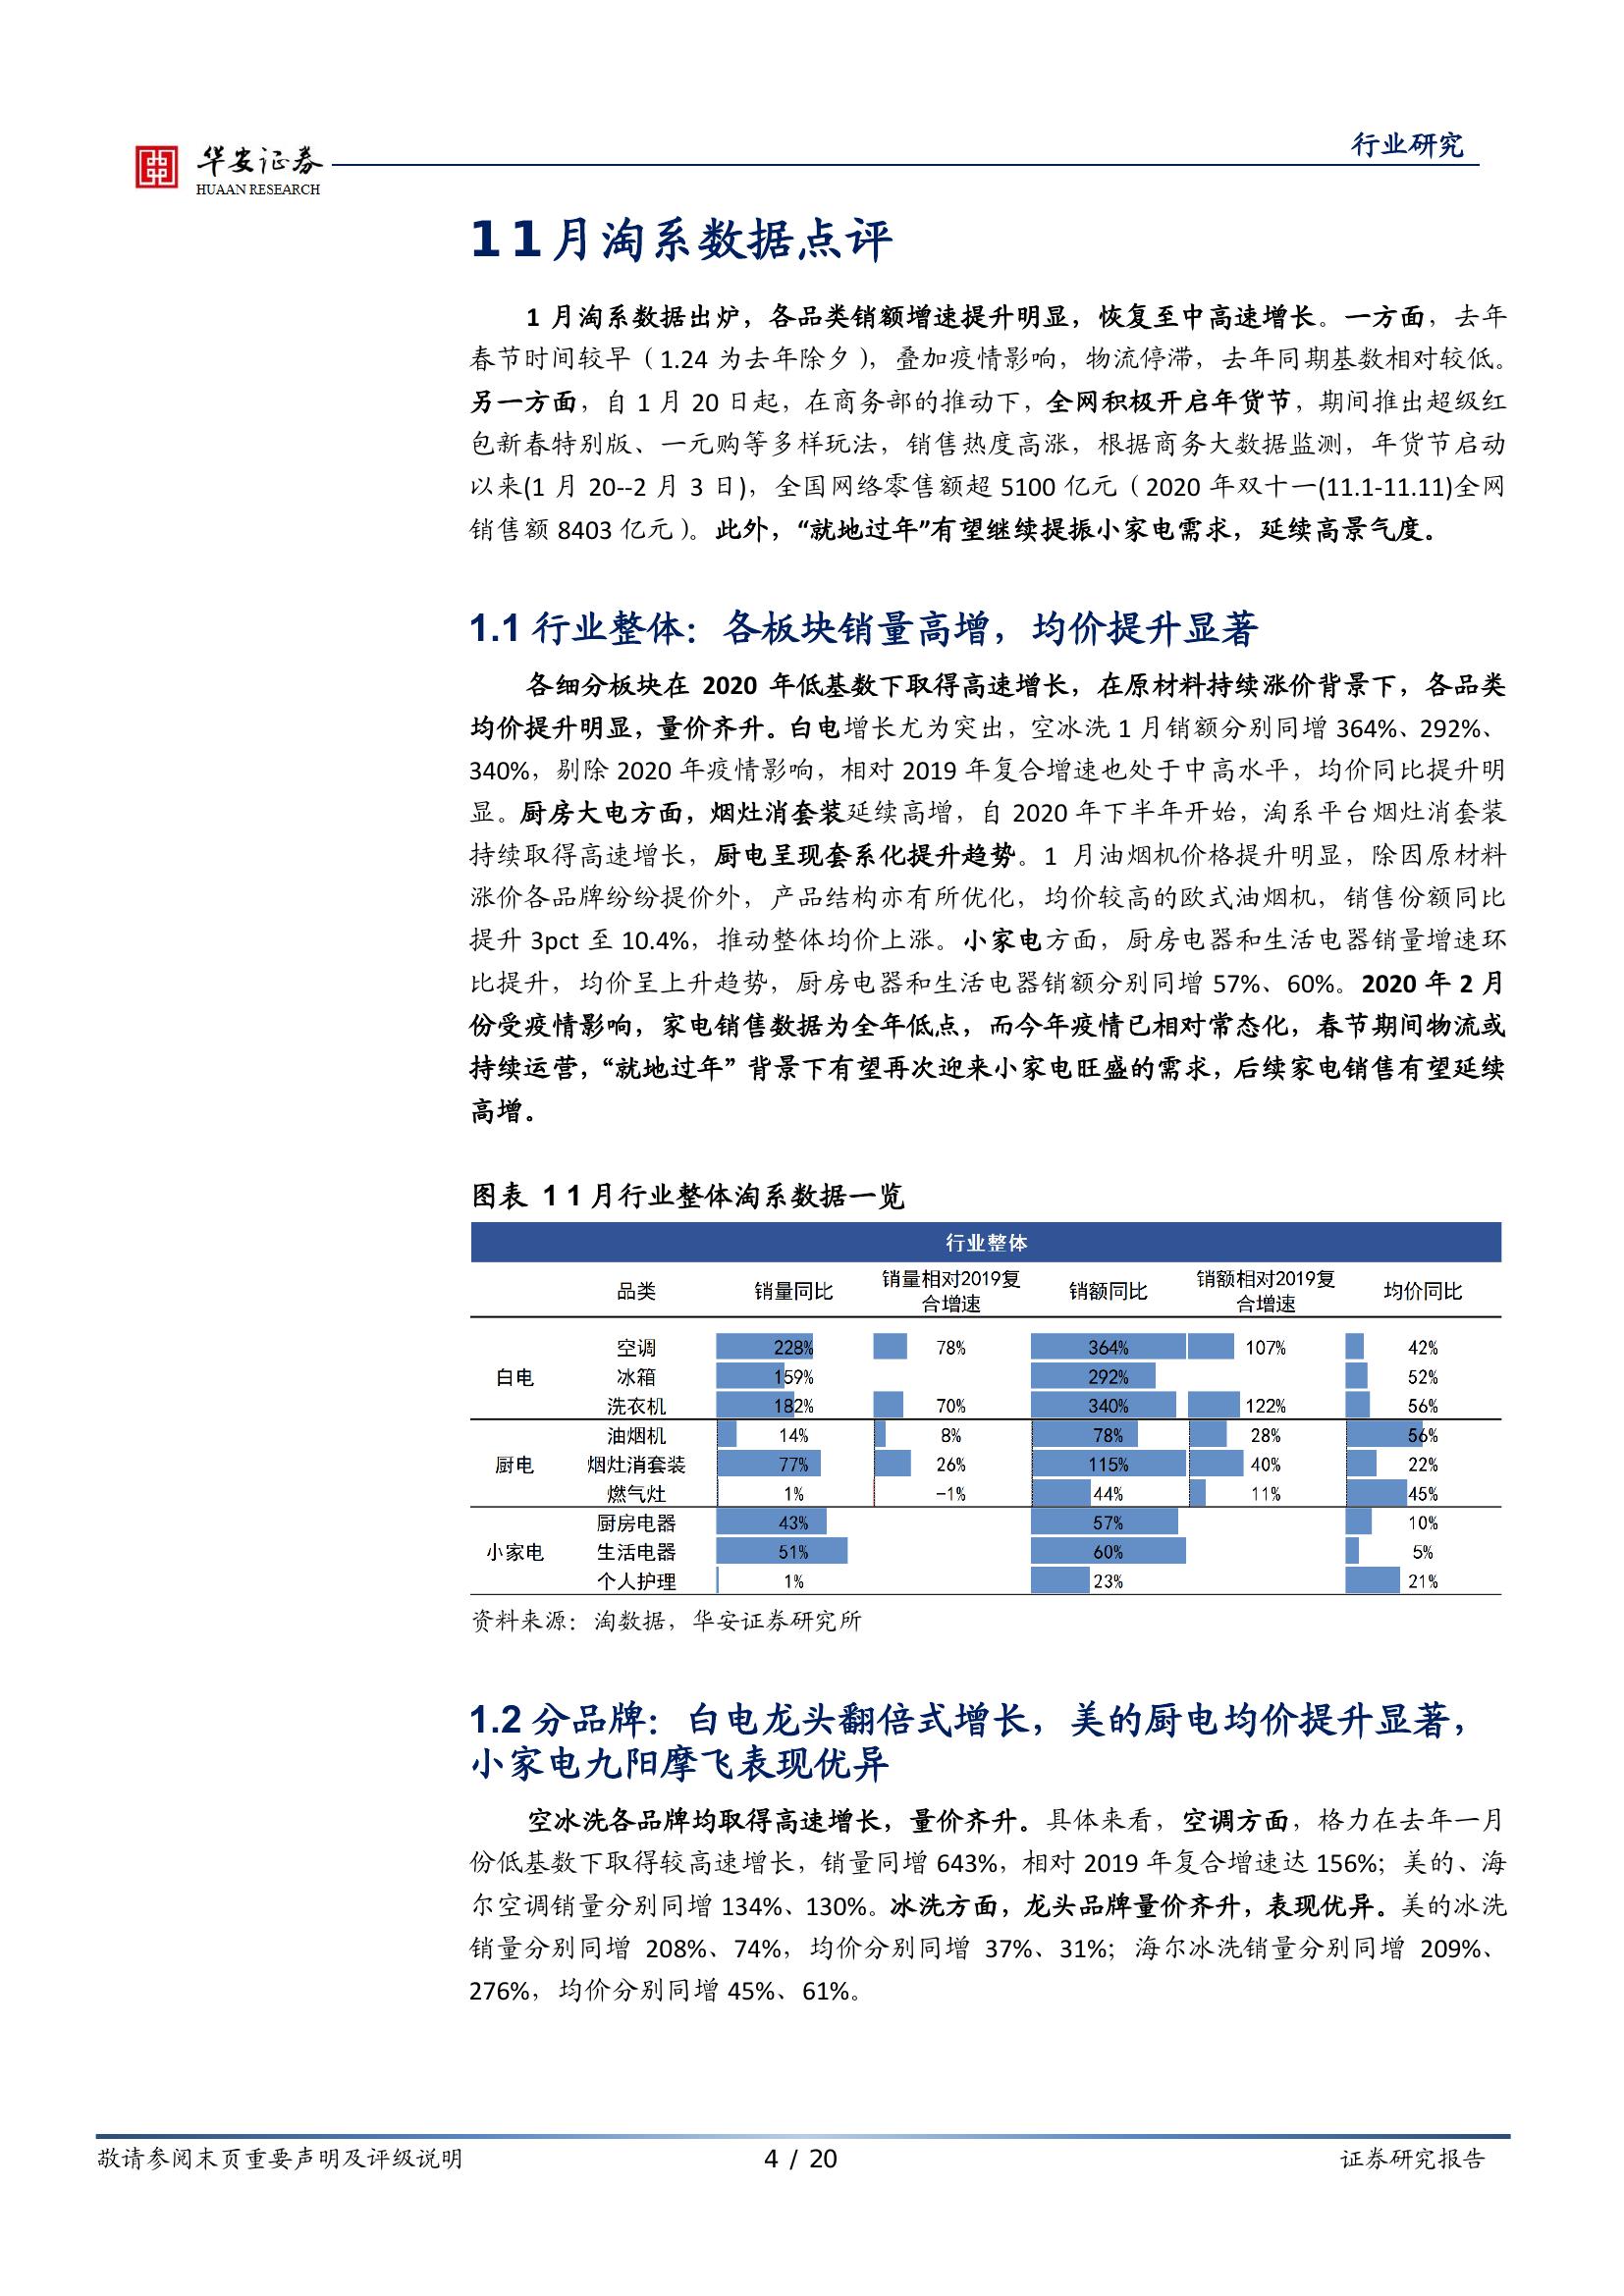 华安证券
HUAAN RESEARCH
行业研究
1 1月淘系数据点评
1 月淘系数据出炉，各品类销额增速提升明显，恢复至中高速增长。一方面，去年
春节时间较早（1.24 为去年除夕），叠加疫情影响，物流停滞，去年同期基数相对较低。
另一方面，自 1 月 20 日起，在商务部的推动下，全网积极开启年货节，期间推出超级红
包新春特别版、一元购等多样玩法，销售热度高涨，根据商务大数据监测，年货节启动
以来(1 月 20--2 月 3 日)，全国网络零售额超 5100 亿元（2020 年双十一(11.1-11.11)全网
销售额 8403 亿元）。此外，“就地过年”有望继续提振小家电需求，延续高景气度。
1.1 行业整体：各板块销量高增，均价提升显著
各细分板块在 2020 年低基数下取得高速增长，在原材料持续涨价背景下，各品类
均价提升明显，量价齐升。白电增长尤为突出，空冰洗 1 月销额分别同增 364%、292%、
340%，剔除 2020 年疫情影响，相对 2019 年复合增速也处于中高水平，均价同比提升明
显。厨房大电方面，烟灶消套装延续高增，自 2020 年下半年开始，淘系平台烟灶消套装
持续取得高速增长，厨电呈现套系化提升趋势。1 月油烟机价格提升明显，除因原材料
涨价各品牌纷纷提价外，产品结构亦有所优化，均价较高的欧式油烟机，销售份额同比
提升 3pct 至 10.4%，推动整体均价上涨。小家电方面，厨房电器和生活电器销量增速环
比提升，均价呈上升趋势，厨房电器和生活电器销额分别同增 57%、60%。2020 年 2 月
份受疫情影响，家电销售数据为全年低点，而今年疫情已相对常态化，春节期间物流或
持续运营，“就地过年”背景下有望再次迎来小家电旺盛的需求，后续家电销售有望延续
高增。
图表 1 1月行业整体淘系数据一览
行业整体
品类 销量同比 销量相对2019复合增速 销额同比 销额相对2019复合增速 均价同比
白电 空调 228% 78% 364% 107% 42%
冰箱 159% 292% 52%
洗衣机 182% 70% 340% 122% 56%
厨电 油烟机 14% 8% 78% 28% 56%
烟灶消套装 77% 26% 115% 40% 22%
燃气灶 1% -1% 44% 11% 45%
小家电 厨房电器 43% 57% 10%
生活电器 51% 60% 5%
个人护理 1% 23% 21%
资料来源：淘数据，华安证券研究所
1.2 分品牌：白电龙头翻倍式增长，美的厨电均价提升显著，
小家电九阳摩飞表现优异
空冰洗各品牌均取得高速增长，量价齐升。具体来看，空调方面，格力在去年一月
份低基数下取得较高速增长，销量同增 643%，相对 2019 年复合增速达 156%；美的、海
尔空调销量分别同增 134%、130%。冰洗方面，龙头品牌量价齐升，表现优异。美的冰洗
销量分别同增 208%、74%，均价分别同增 37%、31%；海尔冰洗销量分别同增 209%、
276%，均价分别同增 45%、61%。
敬请参阅末页重要声明及评级说明
4 / 20
证券研究报告